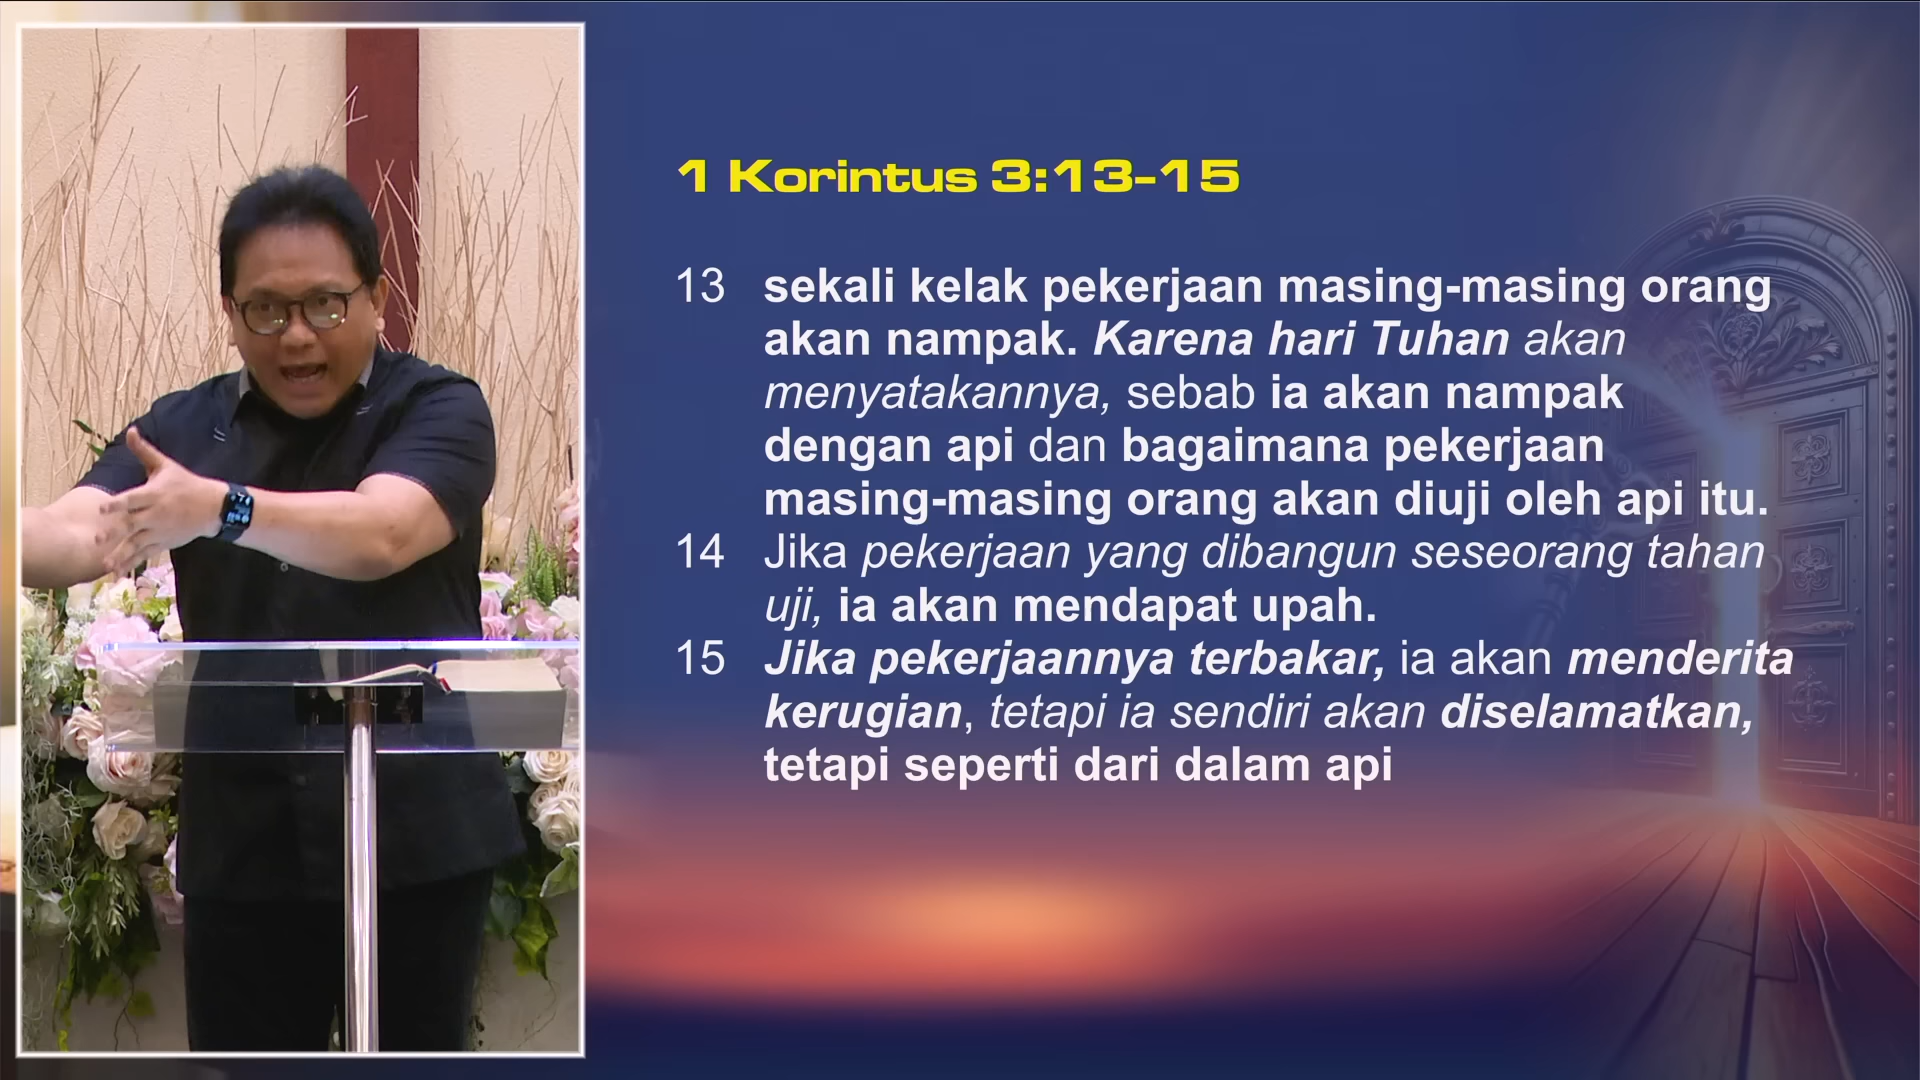 1 Korintus 3:13-15
13 sekali kelak pekerjaan masing-masing orang
akan nampak. Karena hari Tuhan akan
menyatakannya, sebab ia akan nampak
dengan api dan bagaimana pekerjaan
masing-masing orang akan diuji oleh api itu.
14 Jika pekerjaan yang dibangun seseorang tahan
uji, ia akan mendapat upah.
15 Jika pekerjaannya terbakar, ia akan menderita
kerugian, tetapi ia sendiri akan diselamatkan,
tetapi seperti dari dalam api